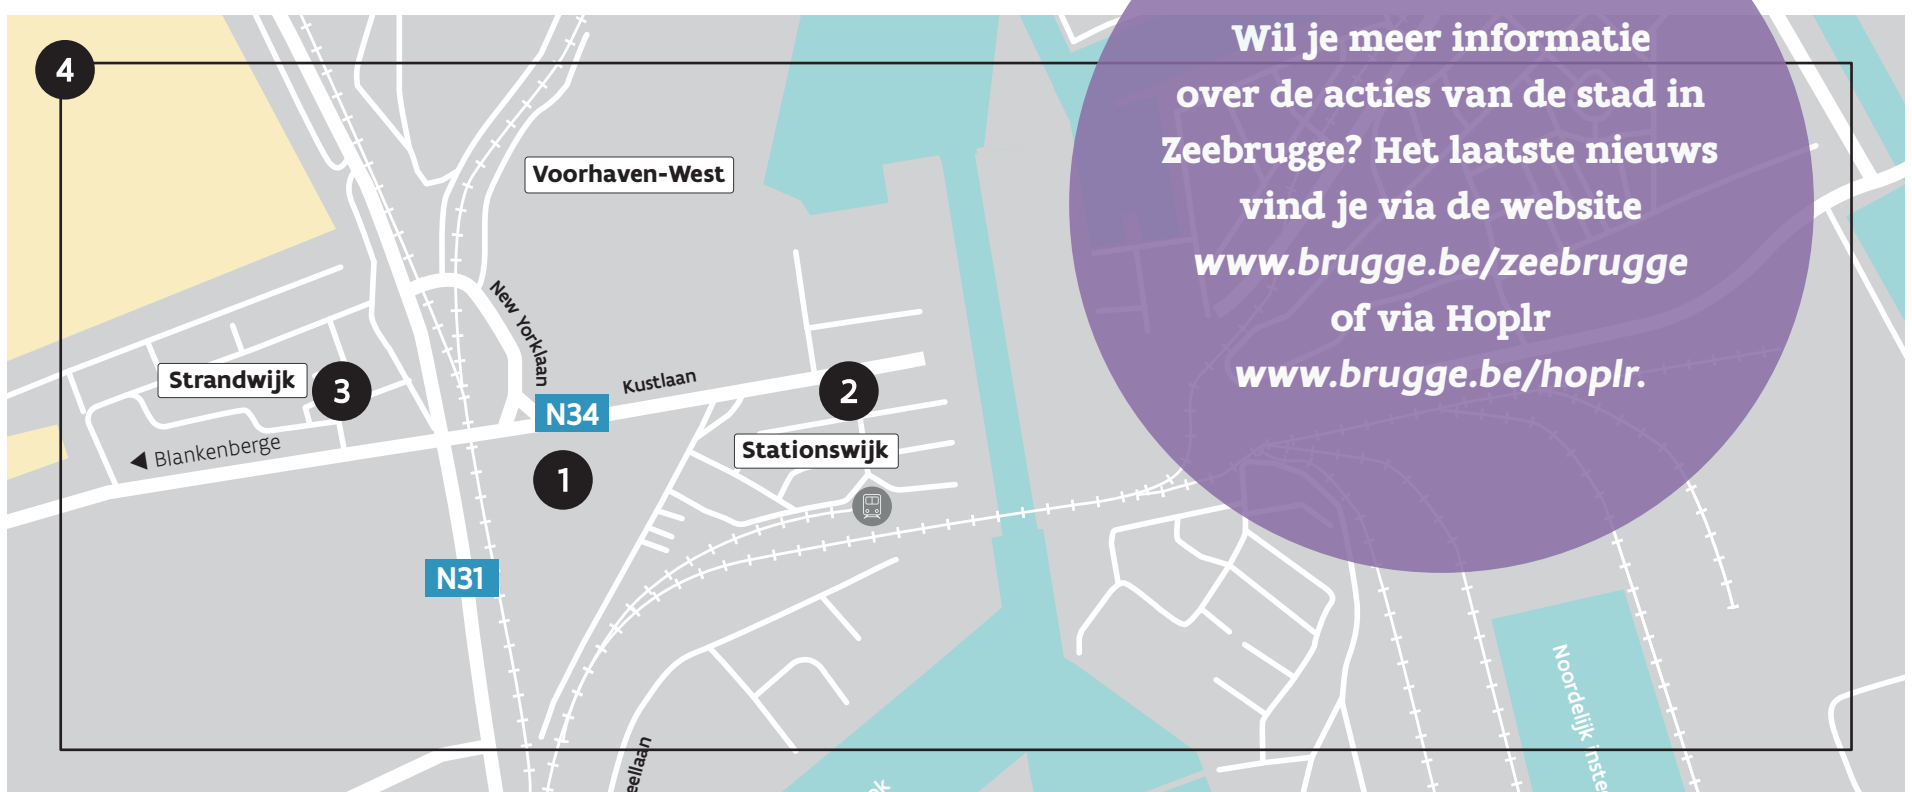 Wil je meer informatie
over de acties van de stad in
Zeebrugge? Het laatste nieuws
vind je via de website
www.brugge.be/zeebrugge
of via Hoplr
www.brugge.be/hoplr.
4
Voorhaven-West
New Yorklaan
Strandwijk
3
Kustlaan
2
N34
Blankenberge
Stationswijk
1
N31
Noordelijk